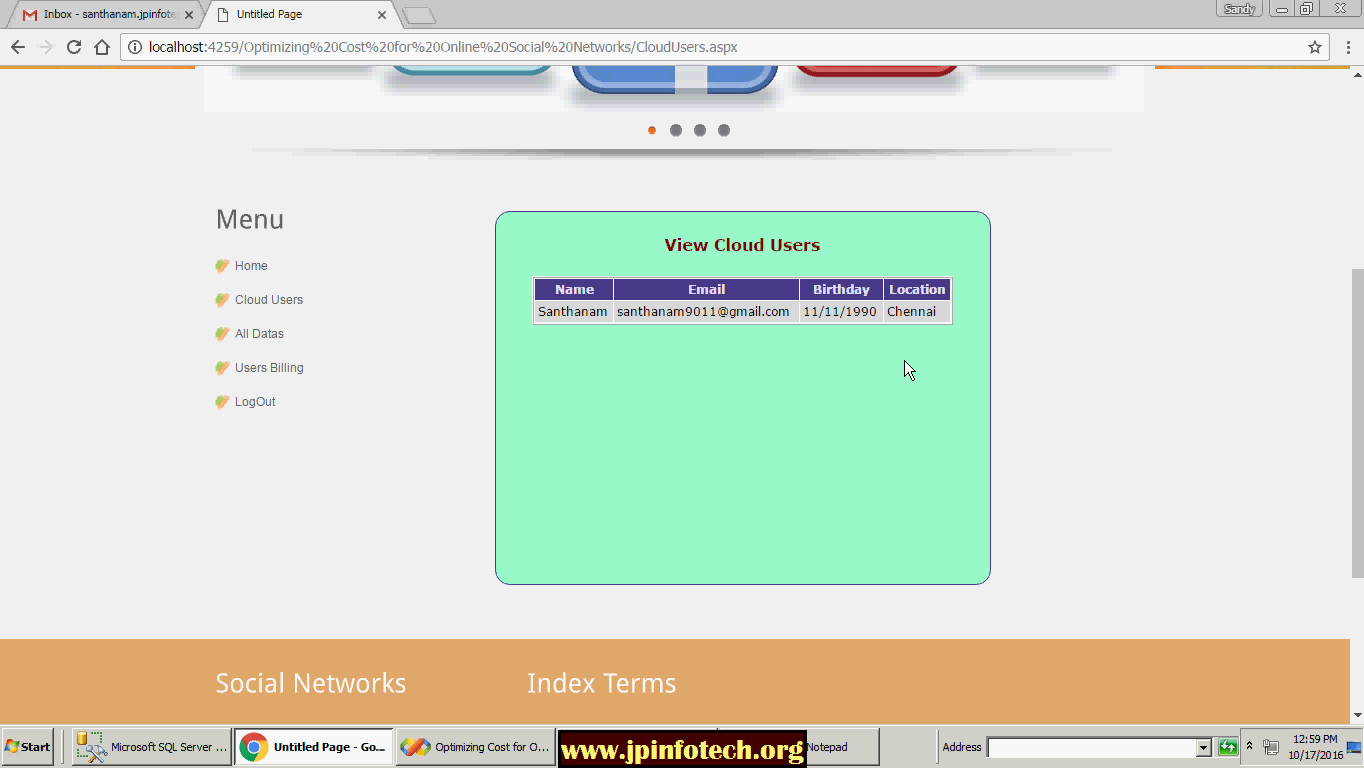 Inbox - santhanam.jpinfote
Untitled Page
Sandy
localhost:4259/Optimizing%20Cost%20for%20Online%20Social%20Networks/CloudUsers.aspx
Menu
Home
Cloud Users
All Datas
Users Billing
LogOut
View Cloud Users
Name Email Birthday Location
Santhanam santhanam9011@gmail.com 11/11/1990 Chennai
Social Networks Index Terms
Start
Microsoft SQL Server ...
Untitled Page - Go...
Optimizing Cost for O...
www.jpinfotech.org
Notepad
Address
12:59 PM
10/17/2016